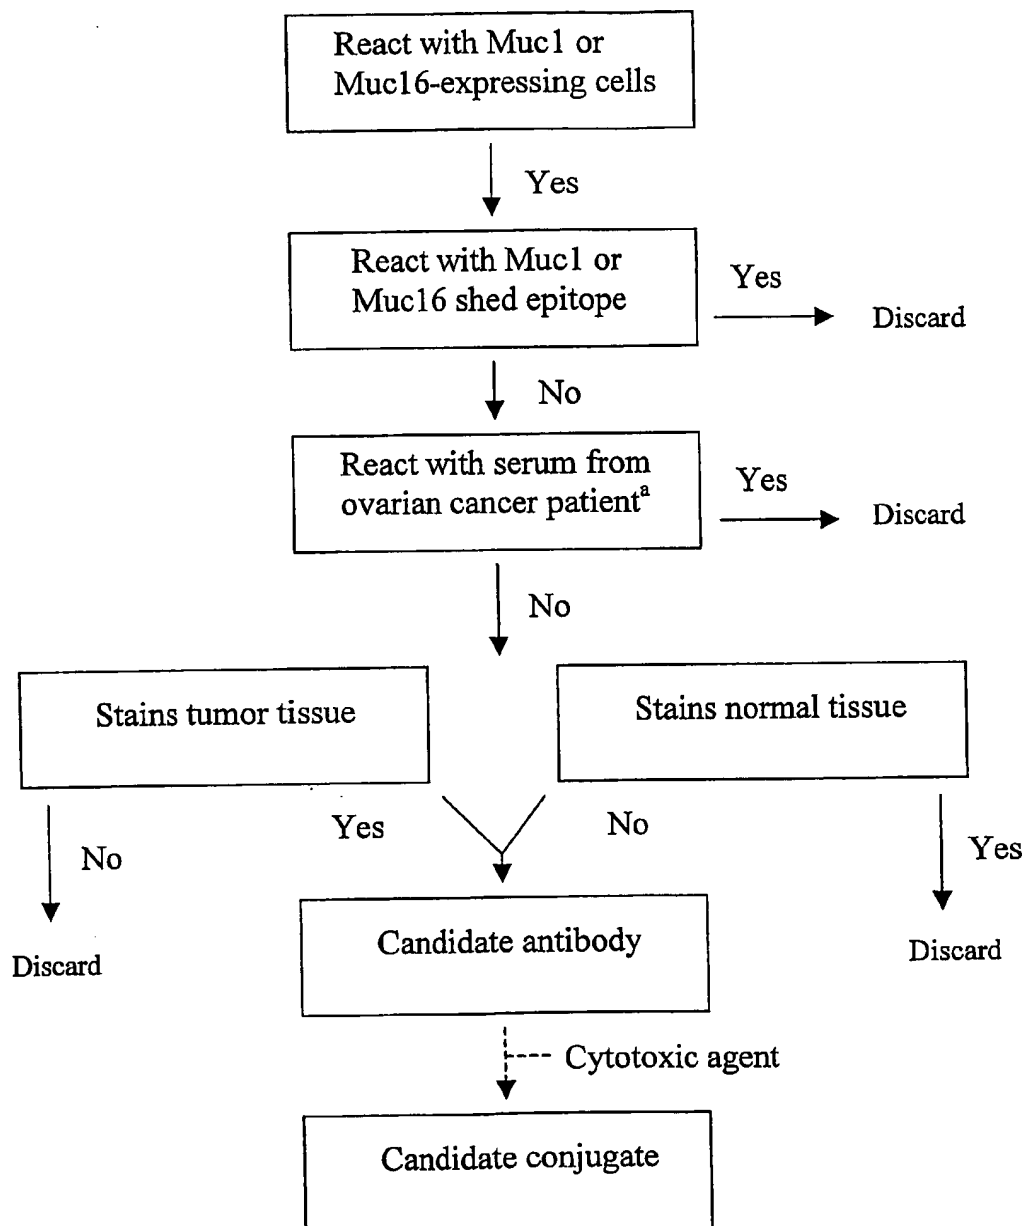 React with Muc1 or
Muc16-expressing cells
Yes
React with Muc1 or
Muc16 shed epitope
Yes
Discard
No
React with serum from
ovarian cancer patientᵃ
Yes
Discard
No
Stains tumor tissue
Stains normal tissue
Yes
No
No
Yes
Discard
Discard
Candidate antibody
Cytotoxic agent
Candidate conjugate